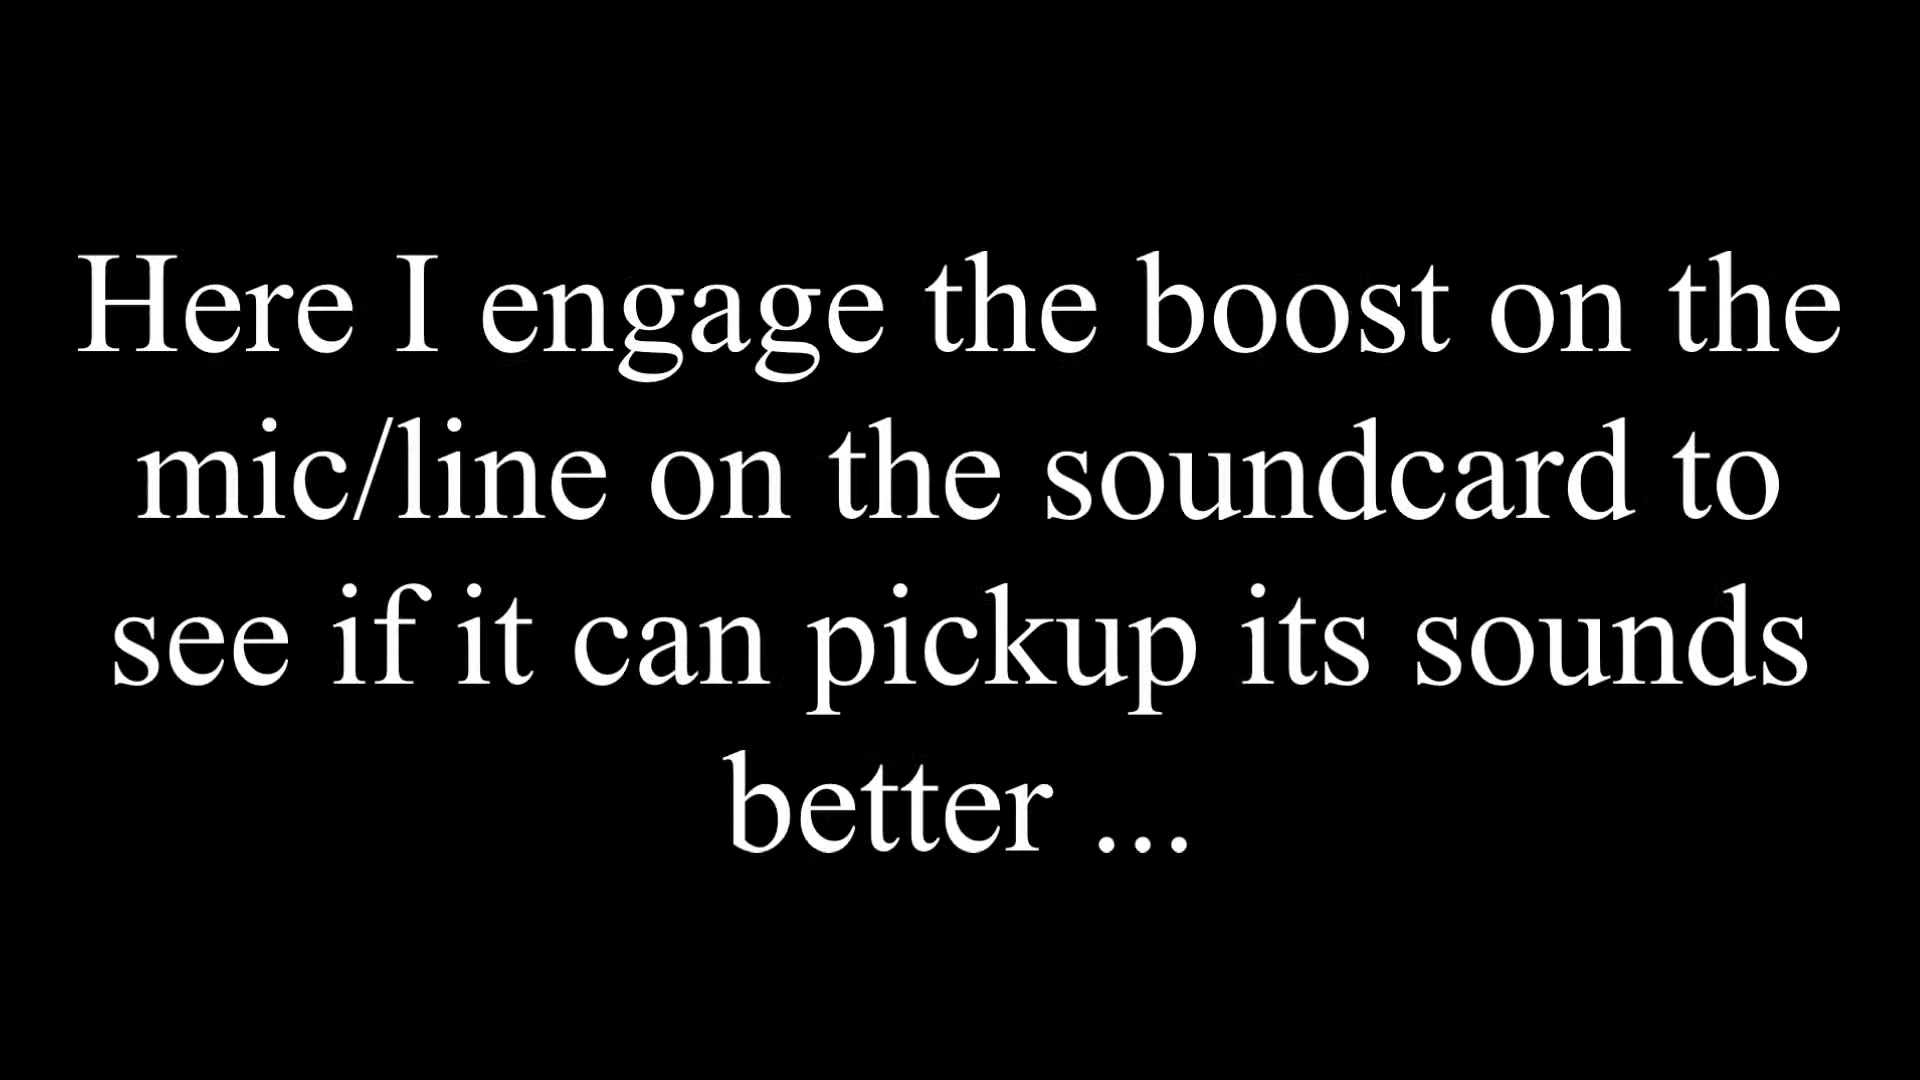 Here I engage the boost on the
mic/line on the soundcard to
see if it can pickup its sounds
better ...